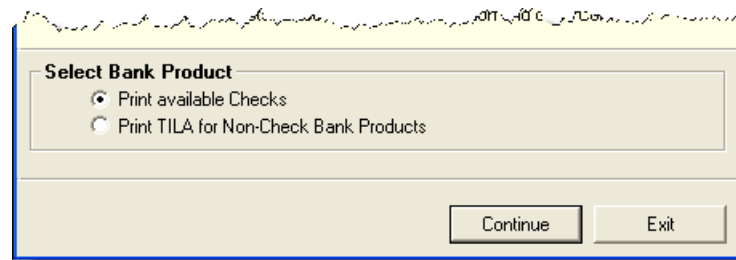 Select Bank Product
Print available Checks
Print TILA for Non-Check Bank Products
Continue Exit